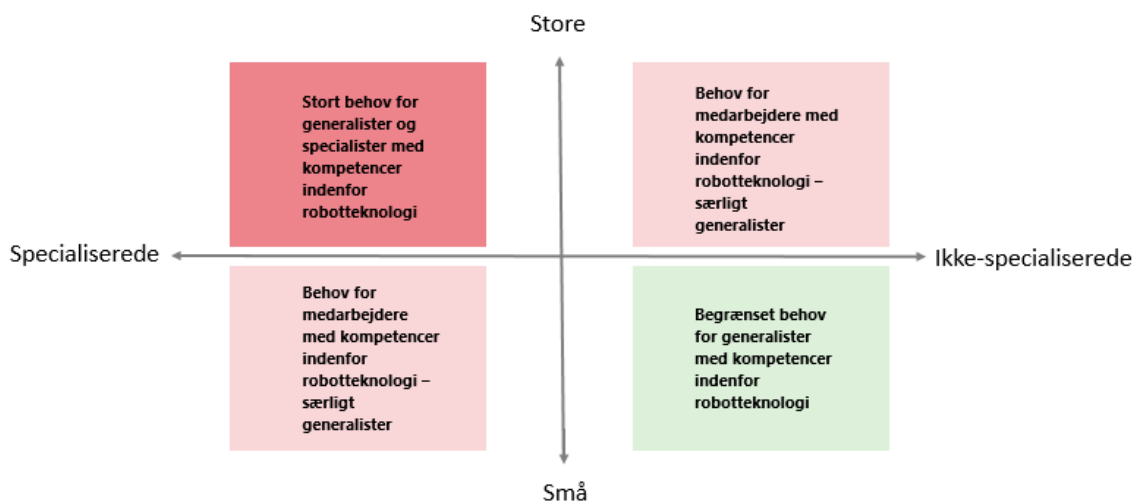 Store
Stort behov for
generalister og
specialister med
kompetencer
indenfor
robotteknologi
Behov for
medarbejdere med
kompetencer
indenfor
robotteknologi –
særligt
generalister
Specialiserede
Ikke-specialiserede
Behov for
medarbejdere
med kompetencer
indenfor
robotteknologi –
særligt
generalister
Begrænset behov
for generalister
med kompetencer
indenfor
robotteknologi
Små